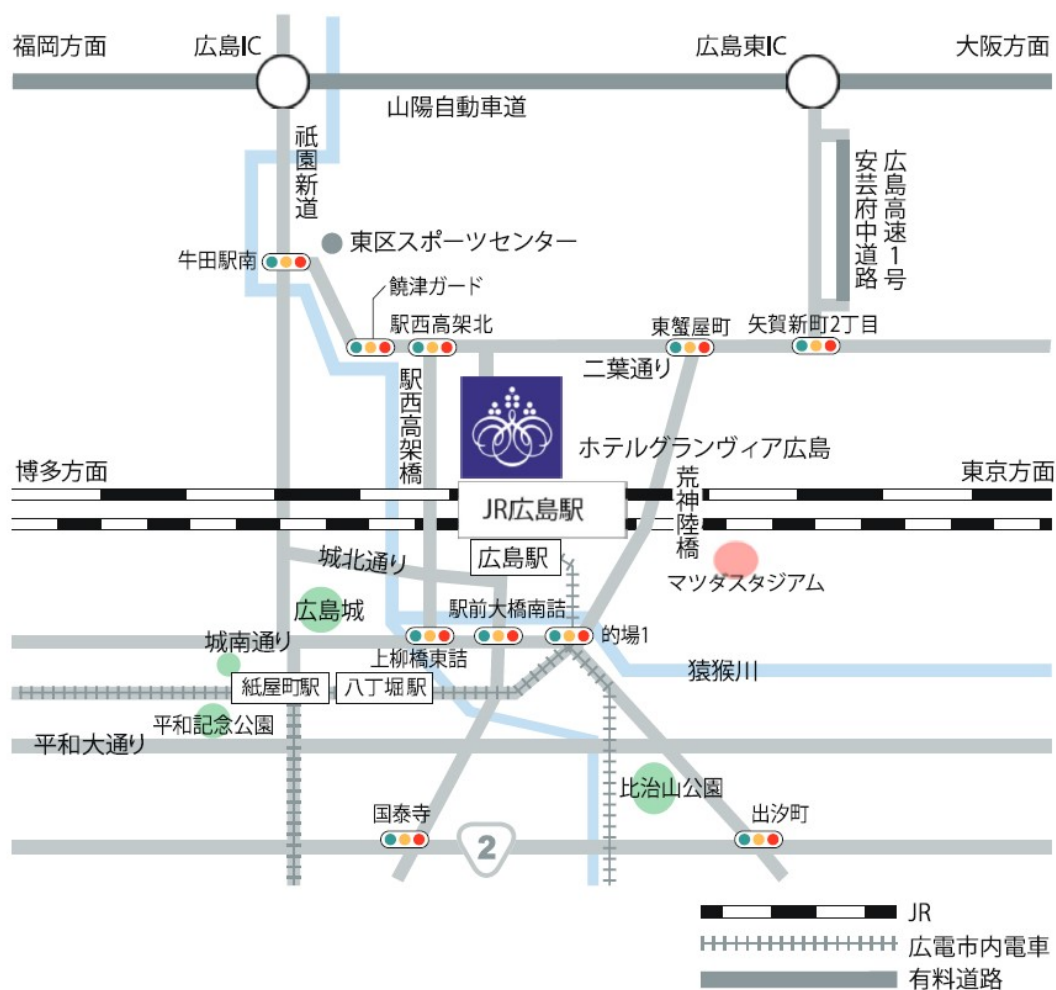 福岡方面
広島IC
広島東IC
大阪方面
山陽自動車道
祇園新道
広島高速1号
安芸府中道路
東区スポーツセンター
牛田駅南
饒津ガード
駅西高架北
東蟹屋町
矢賀新町2丁目
二葉通り
駅西高架橋
ホテルグランヴィア広島
博多方面
荒神陸橋
東京方面
JR広島駅
広島駅
城北通り
マツダスタジアム
広島城
駅前大橋南詰
的場1
城南通り
上柳橋東詰
猿猴川
紙屋町駅
八丁堀駅
平和記念公園
平和大通り
比治山公園
国泰寺
2
出汐町
JR
広電市内電車
有料道路